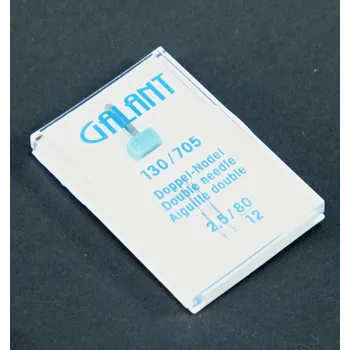 GALANT
130/705
Doppel-Nadel
Double needle
Aiguille double
2.5/80
12